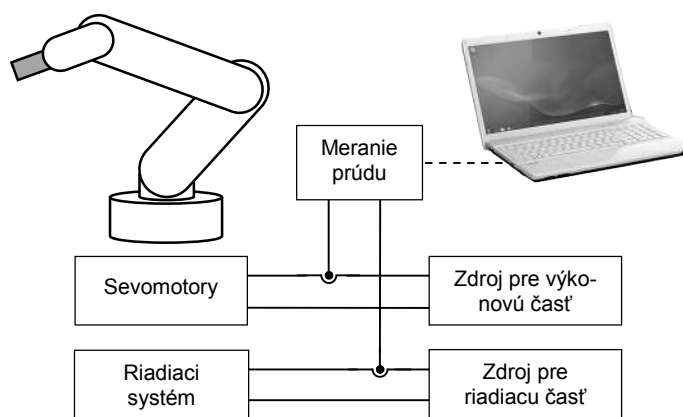 Meranie
prúdu
Sevomotory
Zdroj pre výko-
novú časť
Riadiaci
systém
Zdroj pre
riadiacu časť